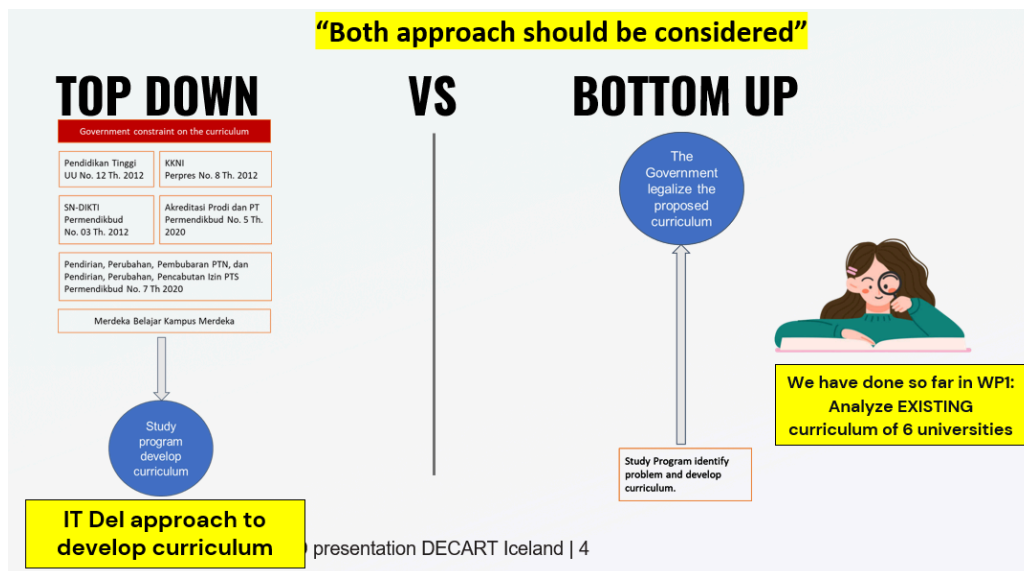 “Both approach should be considered”
TOP DOWN
VS
BOTTOM UP
Government constraint on the curriculum
Pendidikan Tinggi
UU No. 12 Th. 2012
KKNI
Perpres No. 8 Th. 2012
SN-DIKTI
Permendikbud
No. 03 Th. 2012
Akreditasi Prodi dan PT
Permendikbud No. 5 Th.
2020
Pendirian, Perubahan, Pembubaran PTN, dan
Pendirian, Perubahan, Pencabutan Izin PTS
Permendikbud No. 7 Th 2020
Merdeka Belajar Kampus Merdeka
Study
program
develop
curriculum
IT Del approach to
develop curriculum
The
Government
legalize the
proposed
curriculum
Study Program identify
problem and develop
curriculum.
We have done so far in WP1:
Analyze EXISTING
curriculum of 6 universities
presentation DECART Iceland | 4